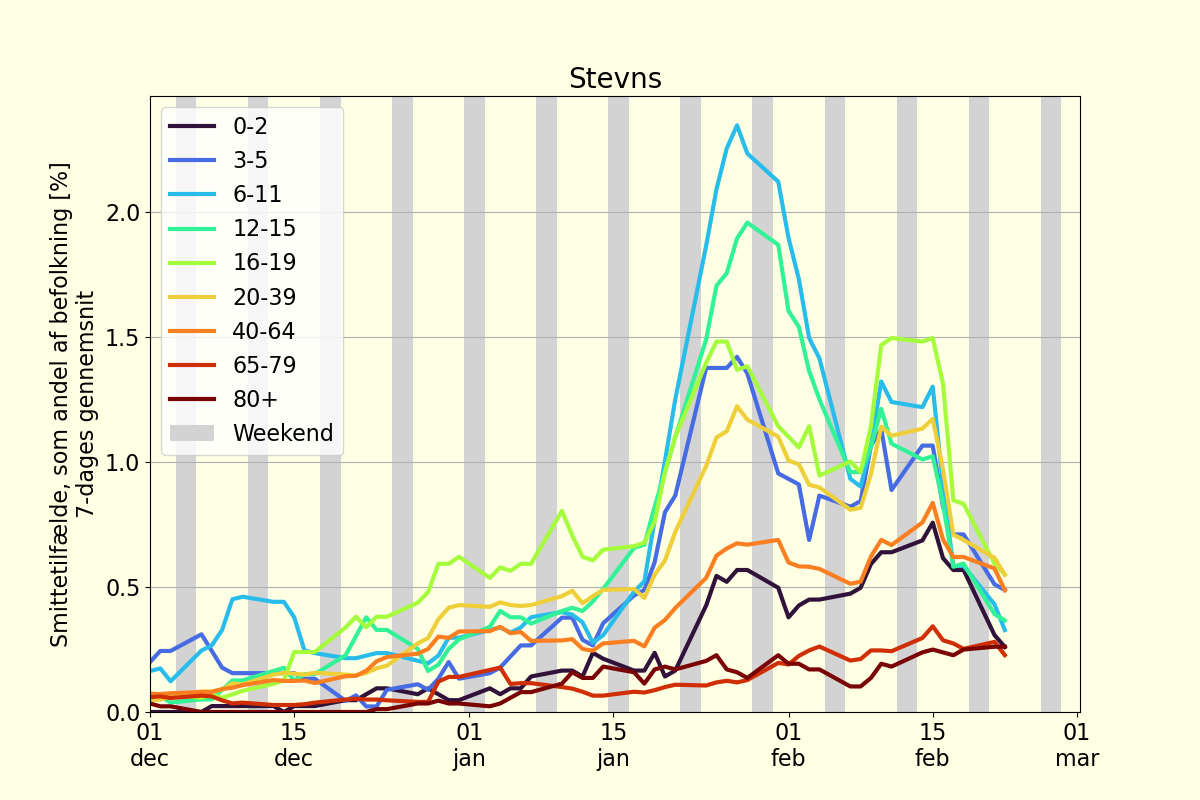 Stevns
Smittetilfælde, som andel af befolkning [%]
7-dages gennemsnit
2.0
1.5
1.0
0.5
0.0
0-2
3-5
6-11
12-15
16-19
20-39
40-64
65-79
80+
Weekend
01 15 01 15 01 15 01
dec dec jan jan feb feb mar